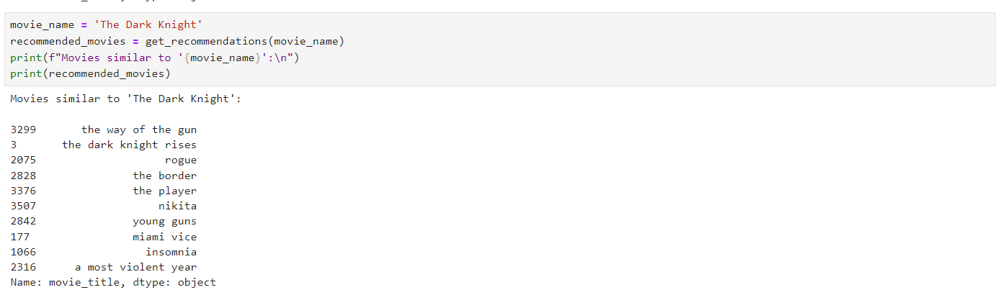 movie_name = 'The Dark Knight'
recommended_movies = get_recommendations(movie_name)
print(f"Movies similar to '{movie_name}':\n")
print(recommended_movies)
Movies similar to 'The Dark Knight':
3299       the way of the gun
3       the dark knight rises
2075                    rogue
2828               the border
3376               the player
3507                   nikita
2842               young guns
177                miami vice
1066                 insomnia
2316      a most violent year
Name: movie_title, dtype: object